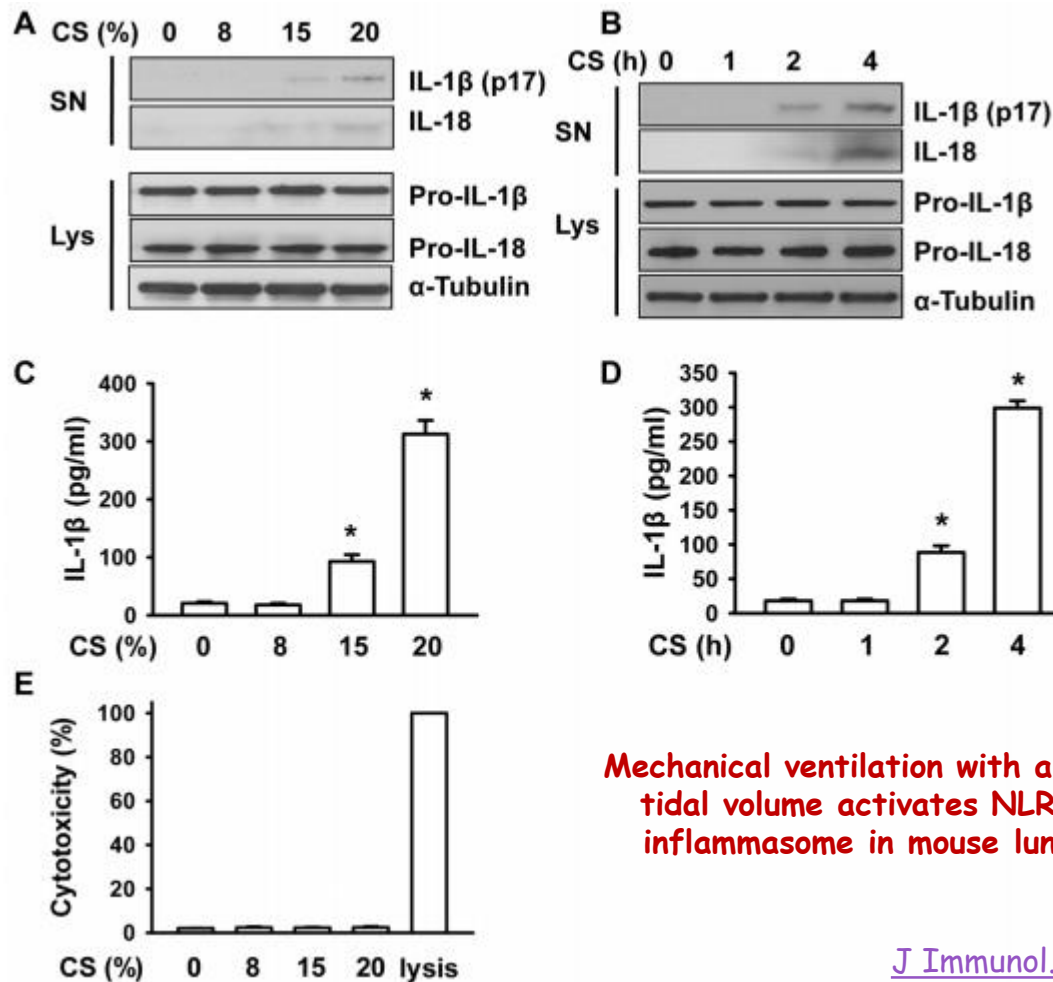 A CS (%) 0 8 15 20
SN
IL-1β (p17)
IL-18
Lys
Pro-IL-1β
Pro-IL-18
α-Tubulin
B
CS (h) 0 1 2 4
SN
IL-1β (p17)
IL-18
Lys
Pro-IL-1β
Pro-IL-18
α-Tubulin
C
IL-1β (pg/ml)
400
300
200
100
0
*
*
CS (%) 0 8 15 20
D
IL-1β (pg/ml)
350
300
250
200
150
100
50
0
*
*
CS (h) 0 1 2 4
E
Cytotoxicity (%)
100
80
60
40
20
0
CS (%) 0 8 15 20 lysis
Mechanical ventilation with a
tidal volume activates NLR
inflammasome in mouse lun
J Immunol.